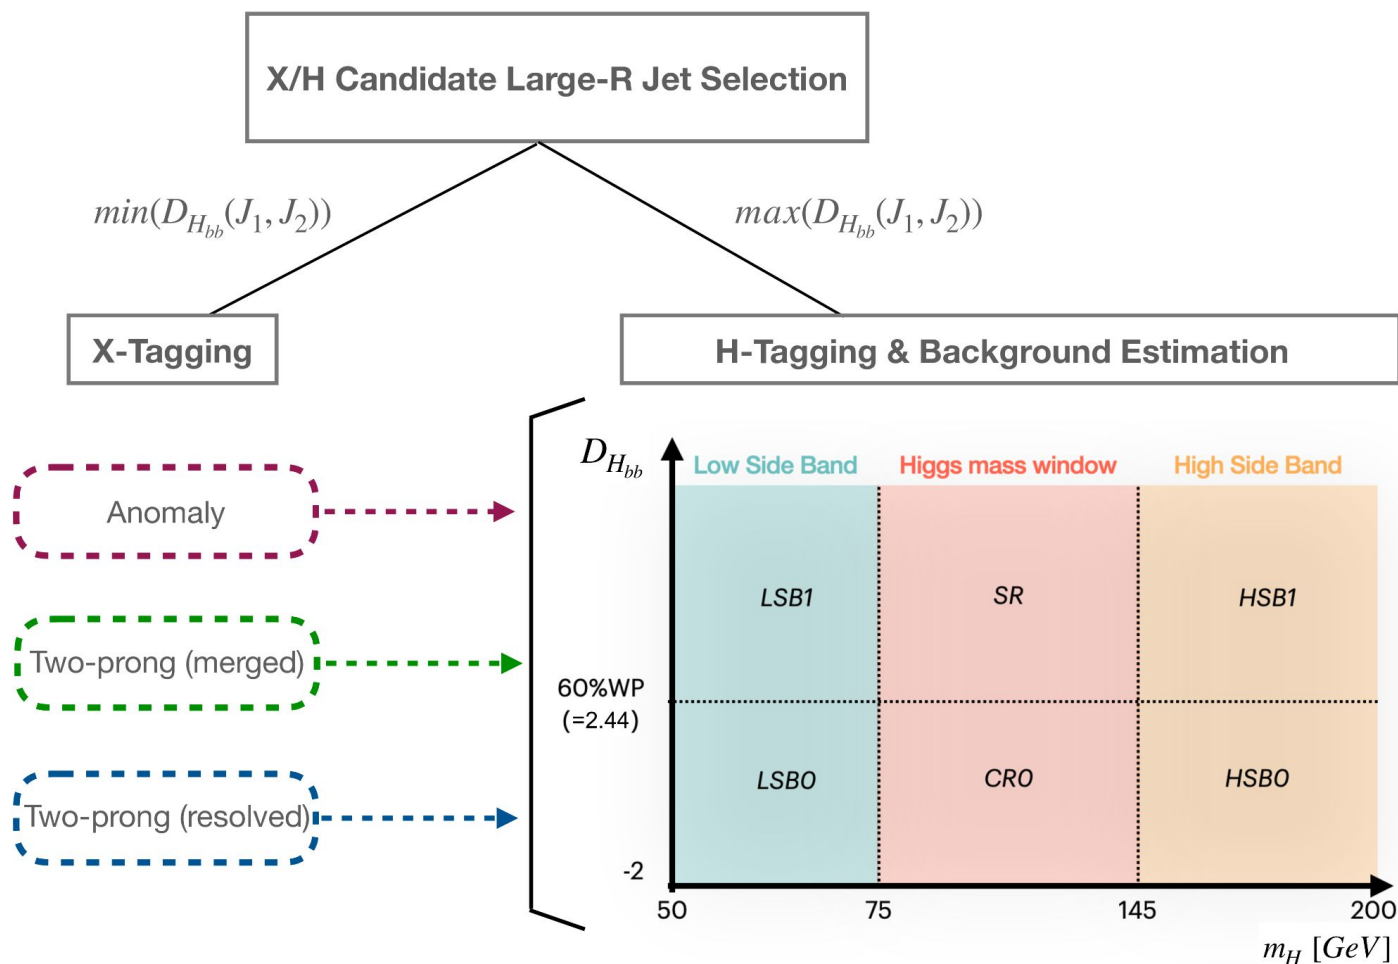 X/H Candidate Large-R Jet Selection
min(D_{H_{bb}}(J_1, J_2))
max(D_{H_{bb}}(J_1, J_2))
X-Tagging
H-Tagging & Background Estimation
Anomaly
Two-prong (merged)
Two-prong (resolved)
D_{H_{bb}}
Low Side Band
Higgs mass window
High Side Band
LSB1
SR
HSB1
60%WP
(=2.44)
LSB0
CR0
HSB0
-2
50
75
145
200
m_H [GeV]